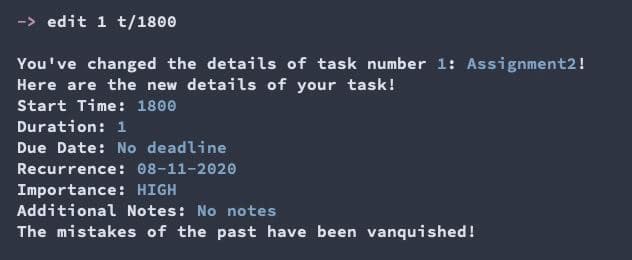 -> edit 1 t/1800
You've changed the details of task number 1: Assignment2!
Here are the new details of your task!
Start Time: 1800
Duration: 1
Due Date: No deadline
Recurrence: 08-11-2020
Importance: HIGH
Additional Notes: No notes
The mistakes of the past have been vanquished!